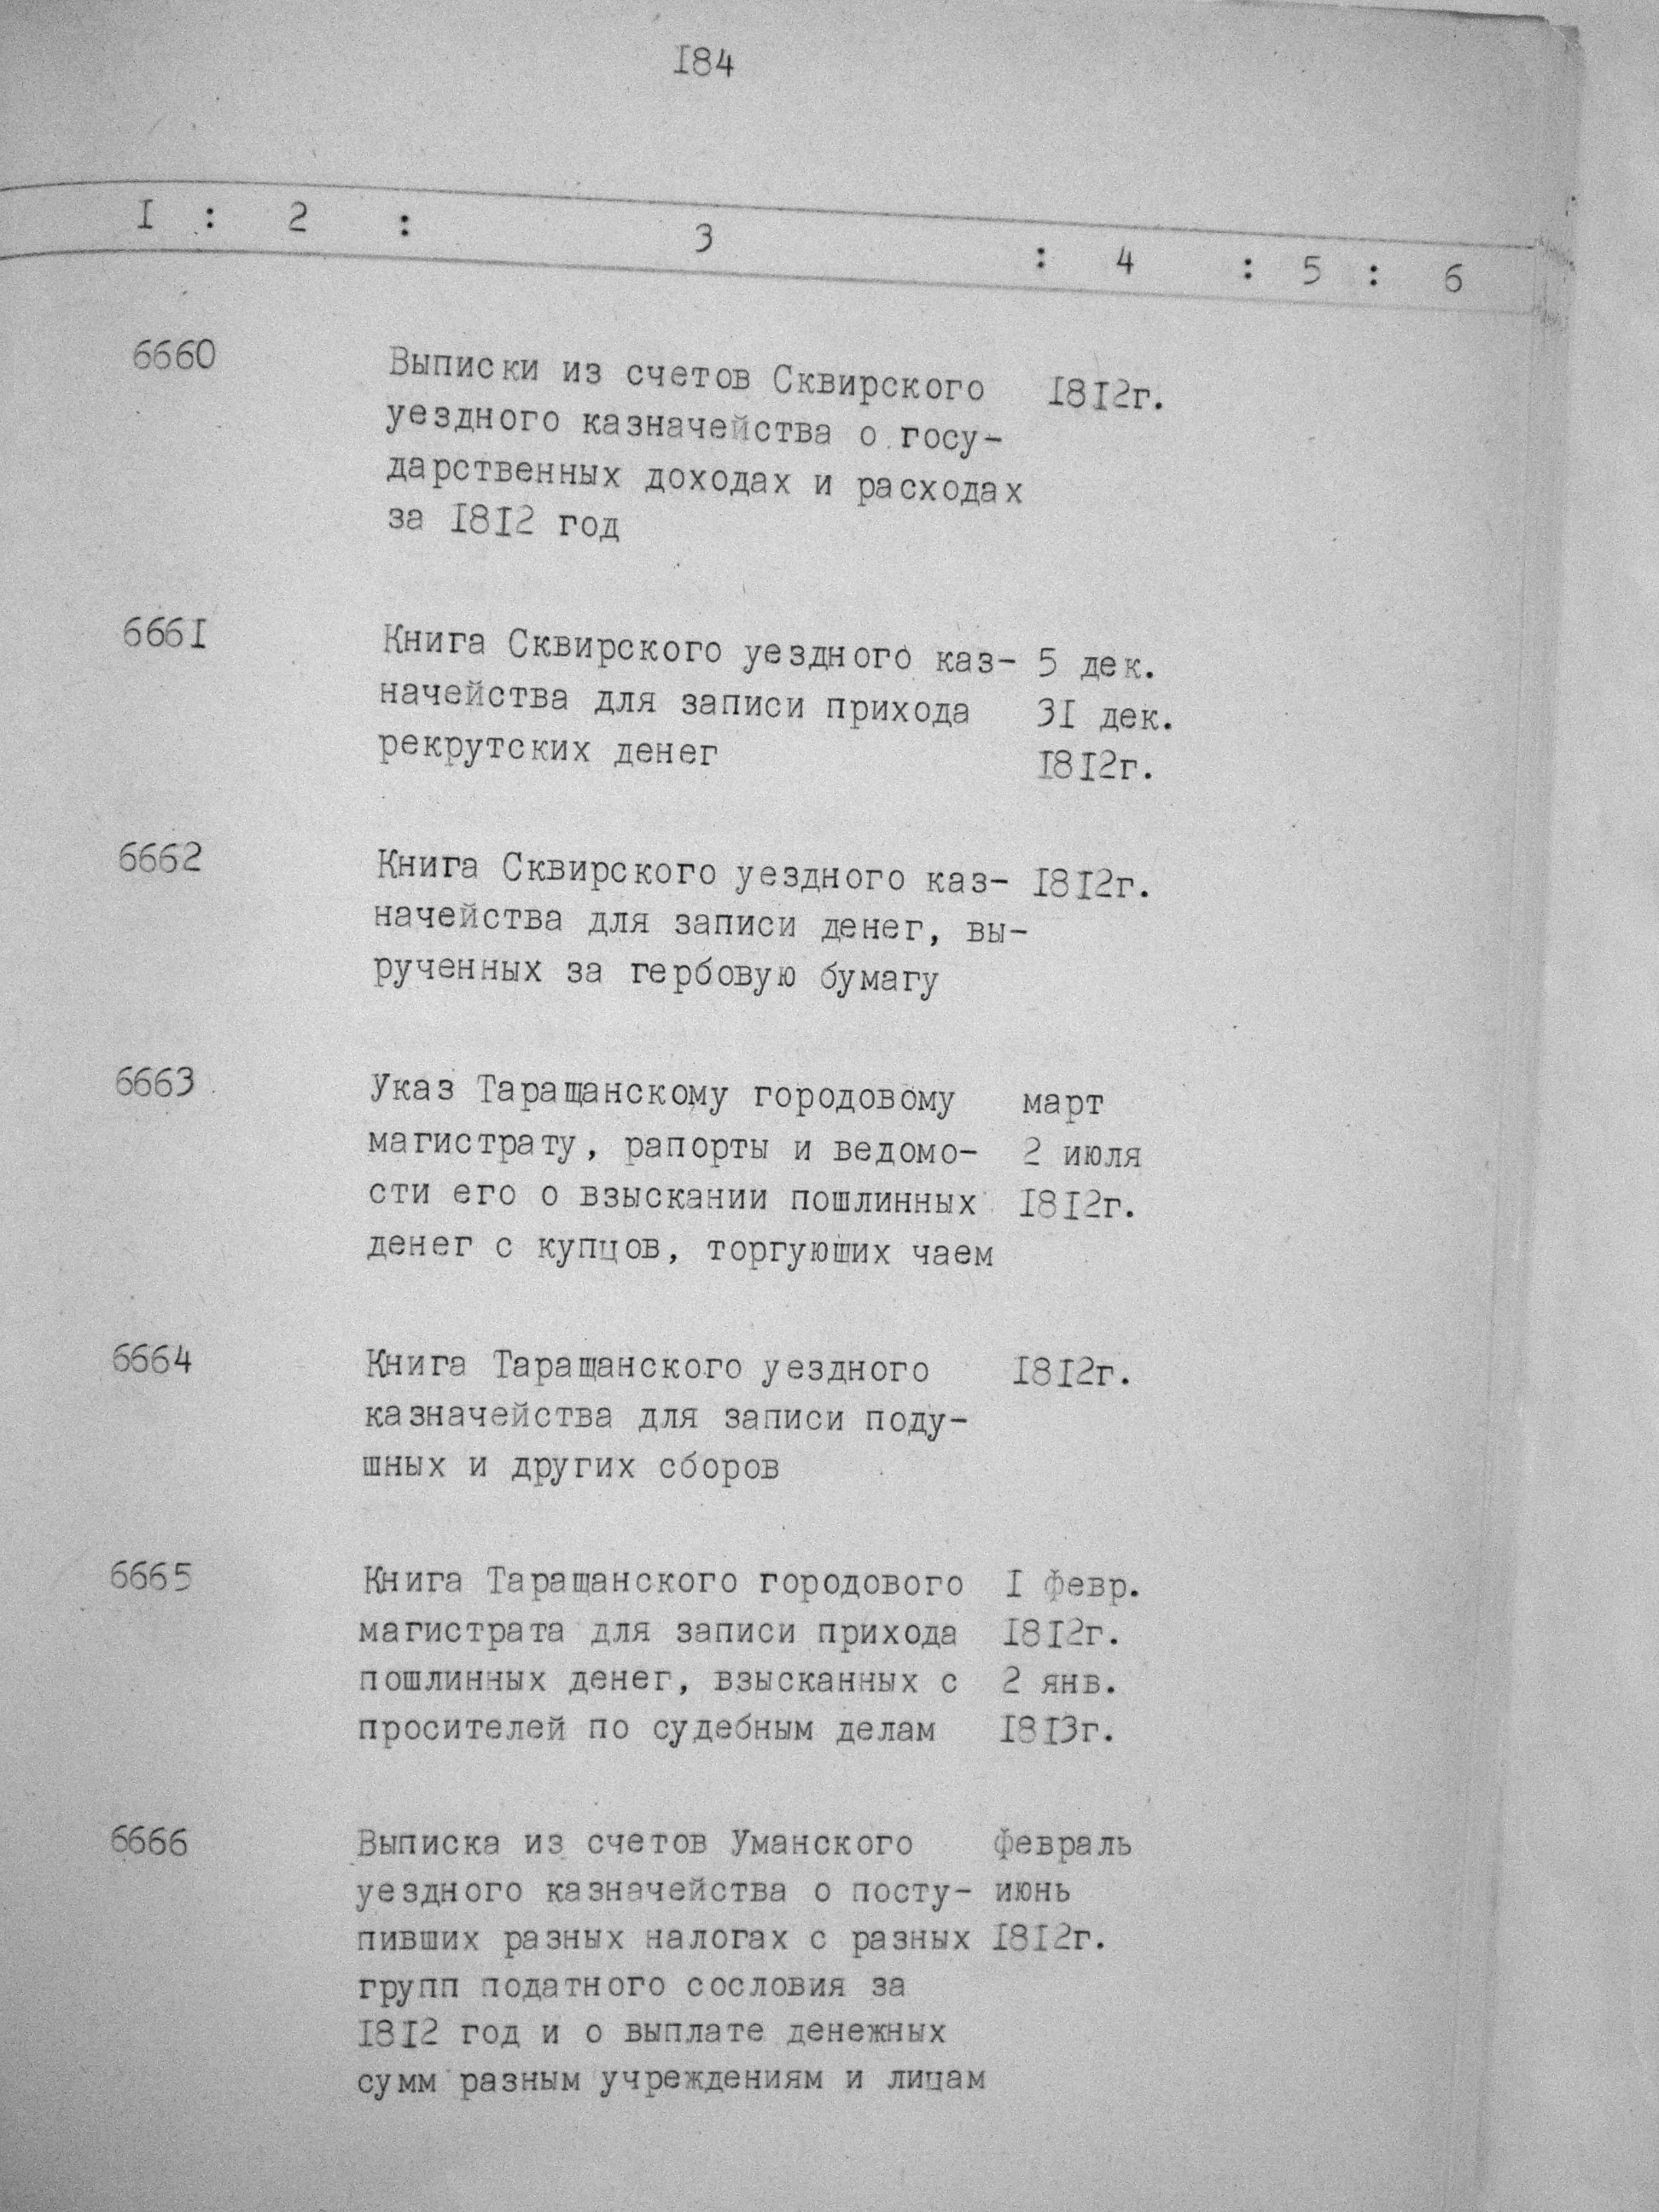 184
I : 2 : 3 : 4 : 5 : 6
6660 Выписки из счетов Сквирского 1812г.
уездного казначейства о госу-
дарственных доходах и расходах
за 1812 год
6661 Книга Сквирского уездного каз- 5 дек.
начейства для записи прихода 31 дек.
рекрутских денег 1812г.
6662 Книга Сквирского уездного каз- 1812г.
начейства для записи денег, вы-
рученных за гербовую бумагу
6663 Указ Таращанскому городовому март
магистрату, рапорты и ведомо- 2 июля
сти его о взыскании пошлинных 1812г.
денег с купцов, торгующих чаем
6664 Книга Таращанского уездного 1812г.
казначейства для записи поду-
шных и других сборов
6665 Книга Таращанского городового I февр.
магистрата для записи прихода 1812г.
пошлинных денег, взысканных с 2 янв.
просителей по судебным делам 1813г.
6666 Выписка из счетов Уманского февраль
уездного казначейства о посту- июнь
пивших разных налогах с разных 1812г.
групп податного сословия за
1812 год и о выплате денежных
сумм разным учреждениям и лицам